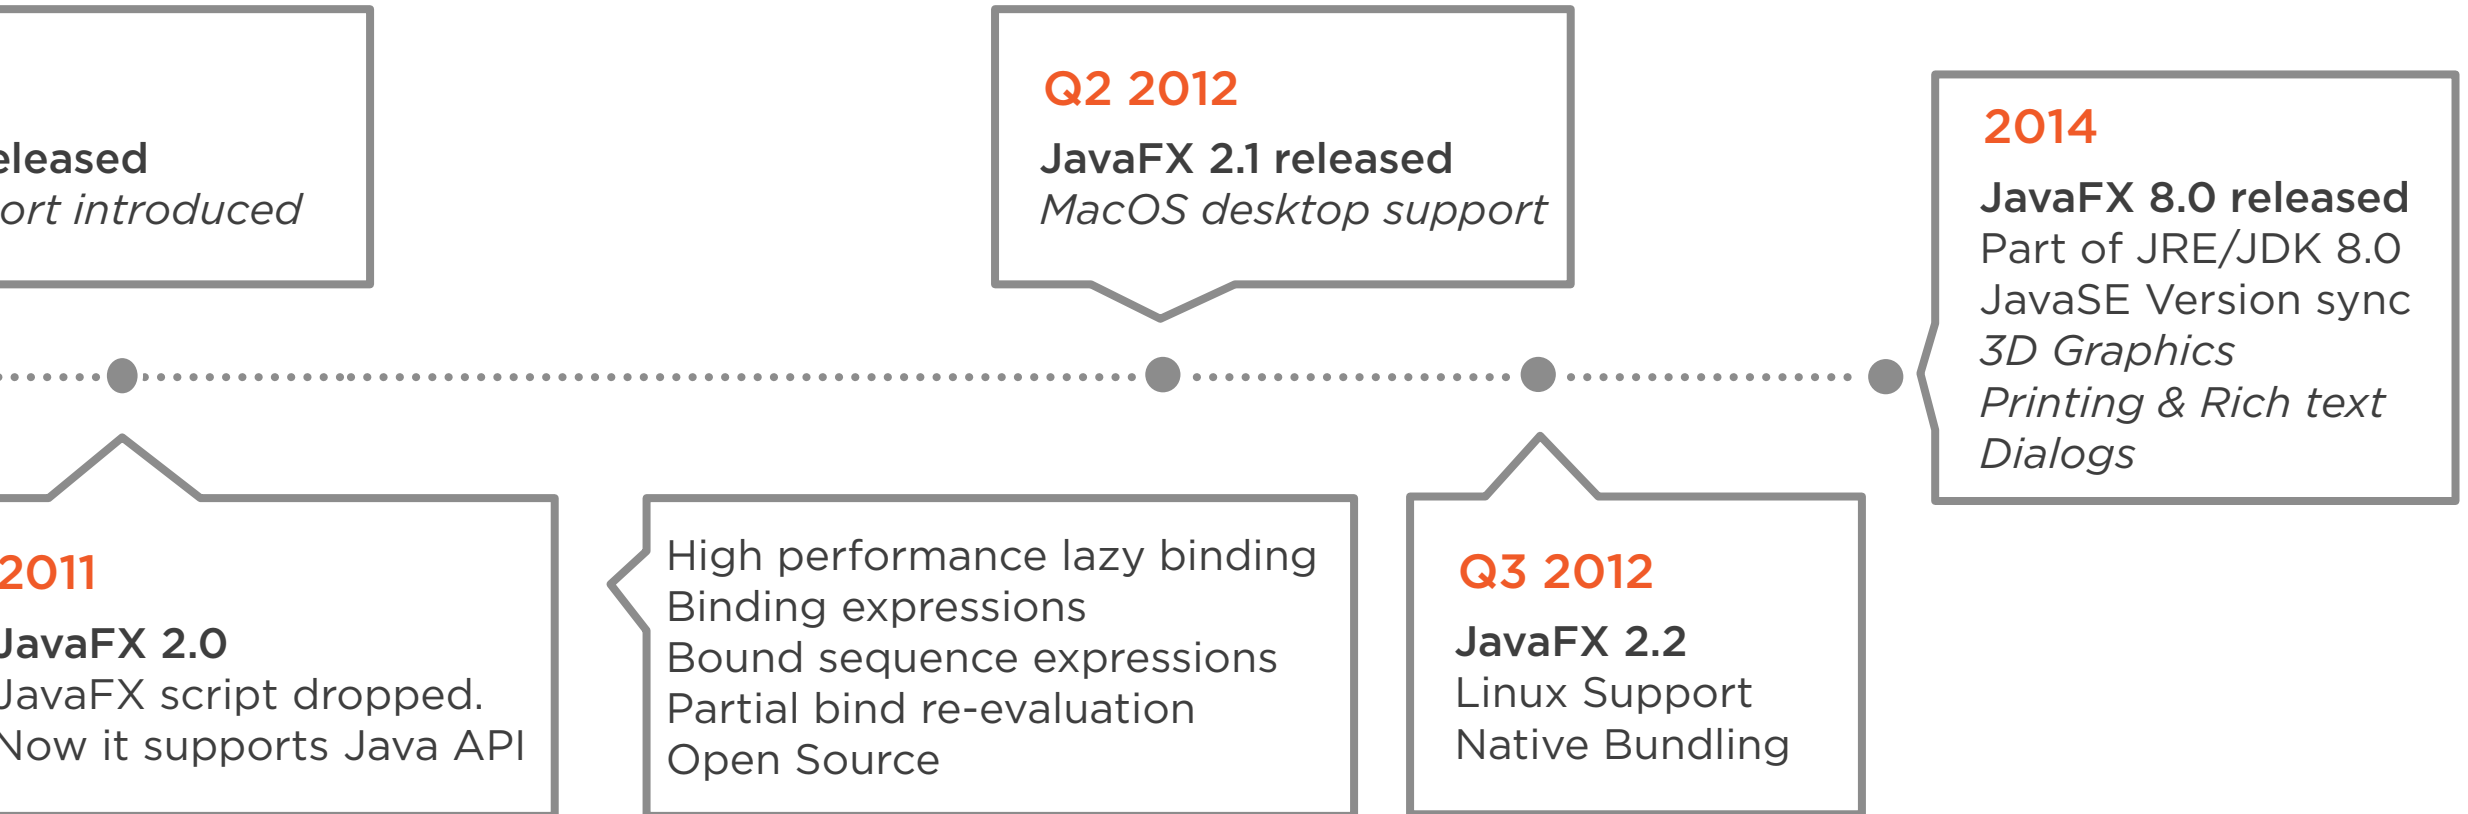 eleased
ort introduced
2011
JavaFX 2.0
JavaFX script dropped.
Now it supports Java API
High performance lazy binding
Binding expressions
Bound sequence expressions
Partial bind re-evaluation
Open Source
Q2 2012
JavaFX 2.1 released
MacOS desktop support
Q3 2012
JavaFX 2.2
Linux Support
Native Bundling
2014
JavaFX 8.0 released
Part of JRE/JDK 8.0
JavaSE Version sync
3D Graphics
Printing & Rich text
Dialogs